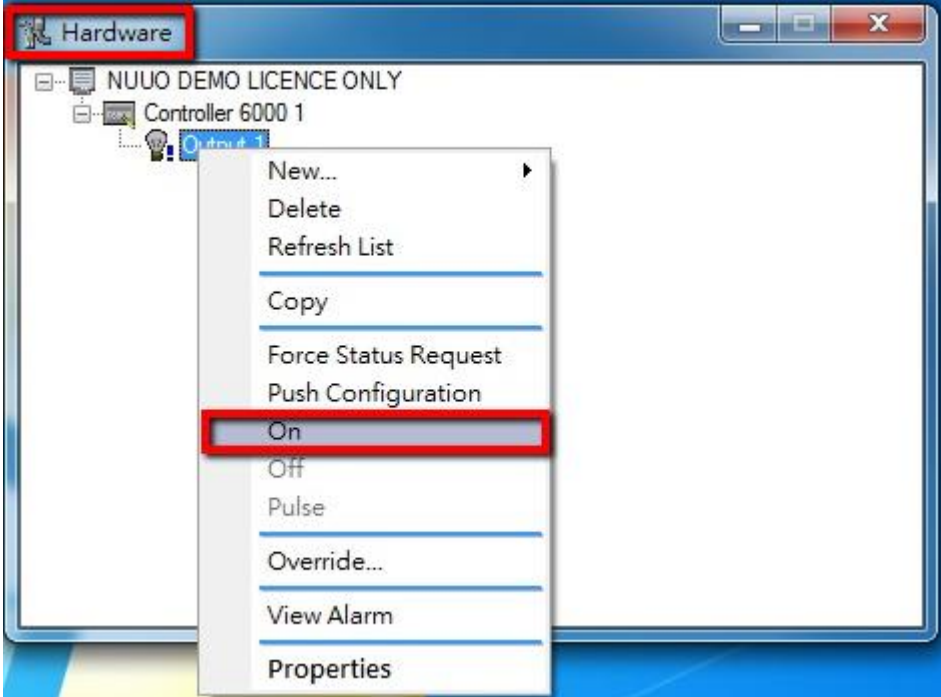 Hardware
NUUO DEMO LICENCE ONLY
Controller 6000 1
Output 1
New...
Delete
Refresh List
Copy
Force Status Request
Push Configuration
On
Off
Pulse
Override...
View Alarm
Properties